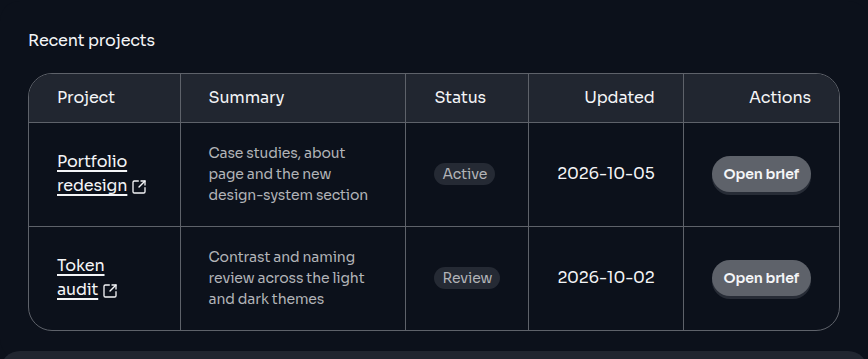 Recent projects
Project Summary Status Updated Actions
Portfolio
redesign
Case studies, about
page and the new
design-system section
Active
2026-10-05
Open brief
Token
audit
Contrast and naming
review across the light
and dark themes
Review
2026-10-02
Open brief